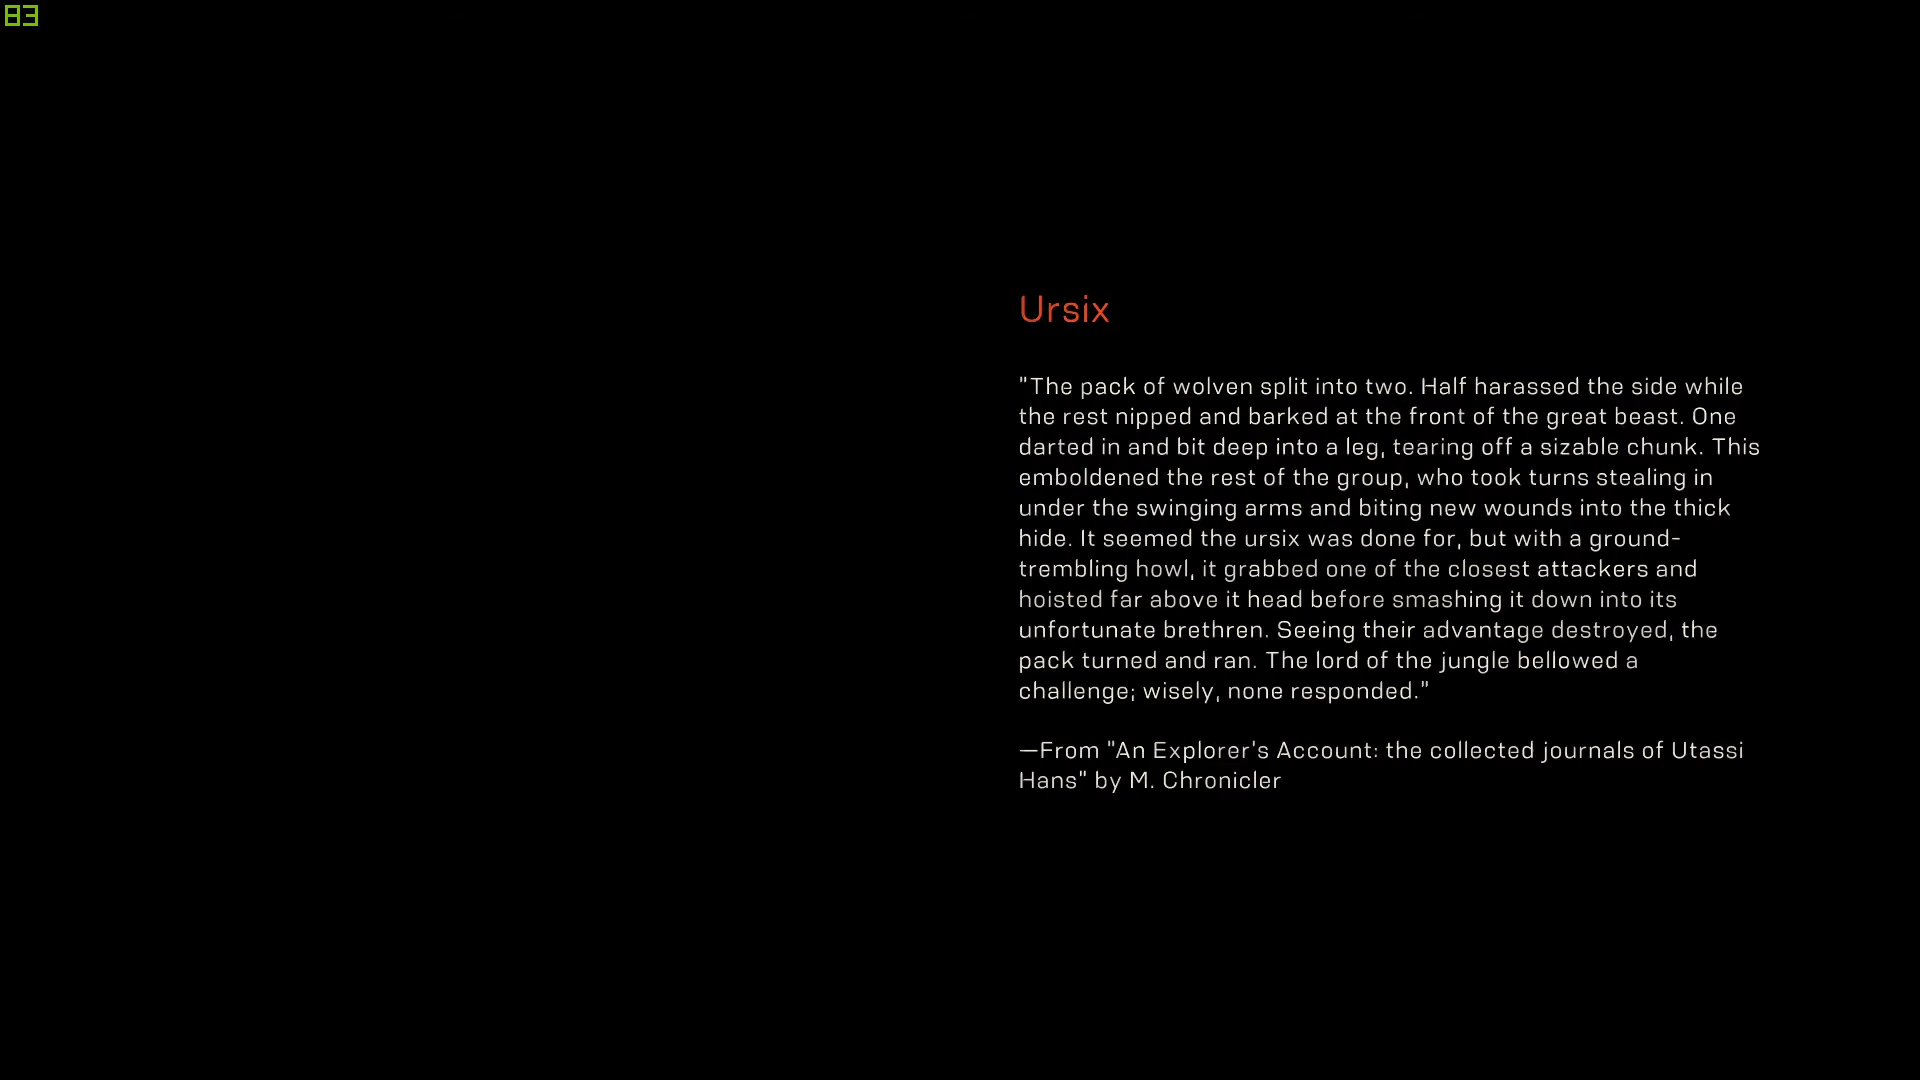 83
Ursix
"The pack of wolven split into two. Half harassed the side while
the rest nipped and barked at the front of the great beast. One
darted in and bit deep into a leg, tearing off a sizable chunk. This
emboldened the rest of the group, who took turns stealing in
under the swinging arms and biting new wounds into the thick
hide. It seemed the ursix was done for, but with a ground-
trembling howl, it grabbed one of the closest attackers and
hoisted far above it head before smashing it down into its
unfortunate brethren. Seeing their advantage destroyed, the
pack turned and ran. The lord of the jungle bellowed a
challenge; wisely, none responded."
—From "An Explorer's Account: the collected journals of Utassi
Hans" by M. Chronicler